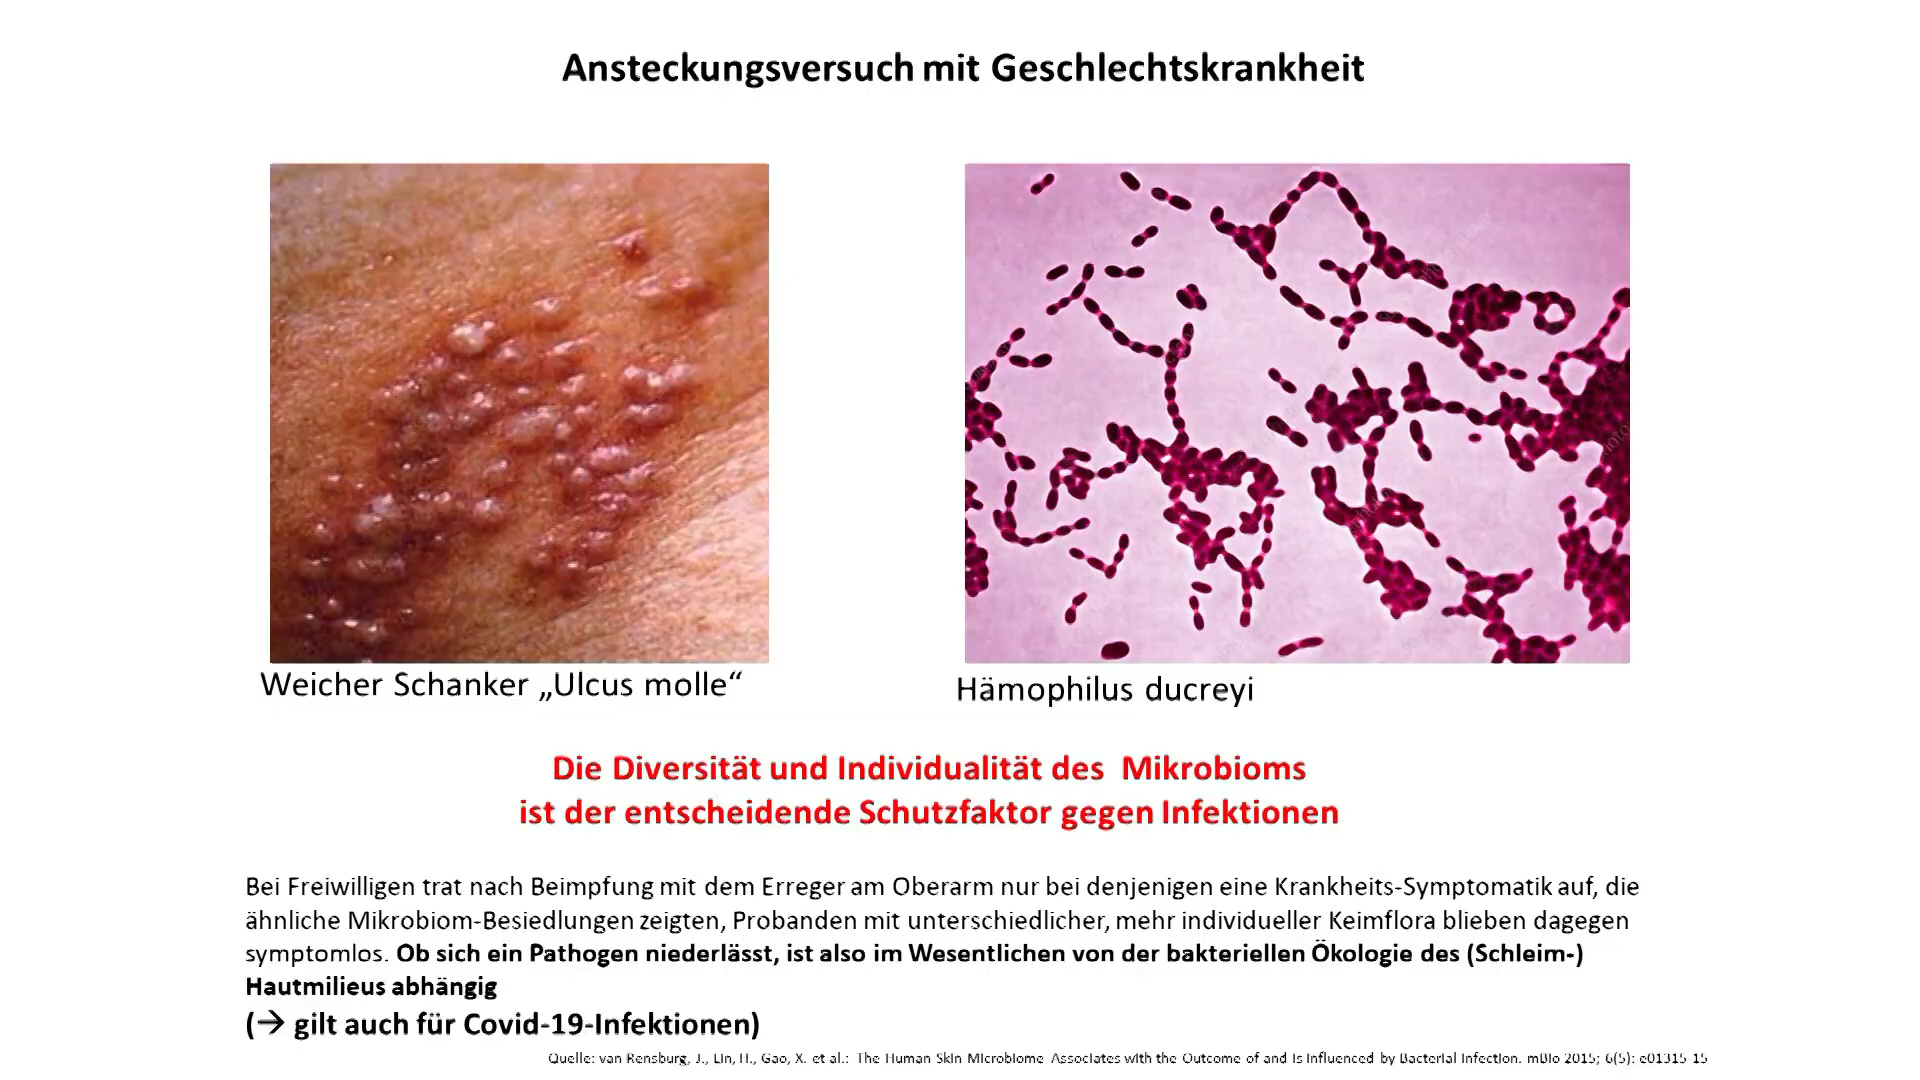 Ansteckungsversuch mit Geschlechtskrankheit
Weicher Schanker „Ulcus molle“
Hämophilus ducreyi
Die Diversität und Individualität des Mikrobioms
ist der entscheidende Schutzfaktor gegen Infektionen
Bei Freiwilligen trat nach Beimpfung mit dem Erreger am Oberarm nur bei denjenigen eine Krankheits-Symptomatik auf, die
ähnliche Mikrobiom-Besiedlungen zeigten, Probanden mit unterschiedlicher, mehr individueller Keimflora blieben dagegen
symptomlos. Ob sich ein Pathogen niederlässt, ist also im Wesentlichen von der bakteriellen Ökologie des (Schleim-)
Hautmilieus abhängig
(→ gilt auch für Covid-19-Infektionen)
Quelle: van Rensburg, J., Lin, H., Gao, X. et al.: The Human Skin Microbiome Associates with the Outcome of and Is Influenced by Bacterial Infection. mBio 2015; 6(5): e01315-15